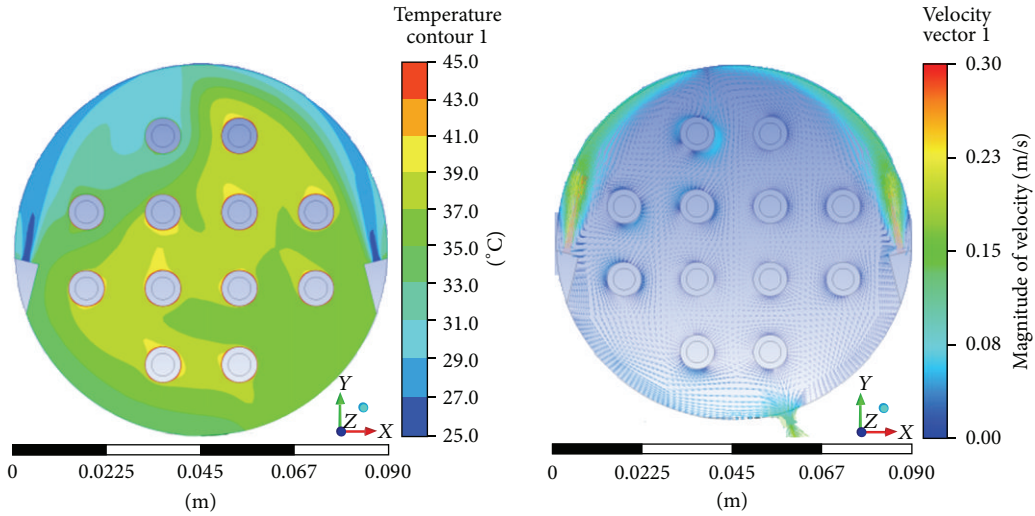 Temperature
contour 1
45.0
43.0
41.0
39.0
37.0
35.0
33.0
31.0
29.0
27.0
25.0
(°C)
Y
Z
X
0
0.0225
0.045
0.067
0.090
(m)
Velocity
vector 1
0.30
0.23
0.15
0.08
0.00
Magnitude of velocity (m/s)
Y
Z
X
0
0.0225
0.045
0.067
0.090
(m)